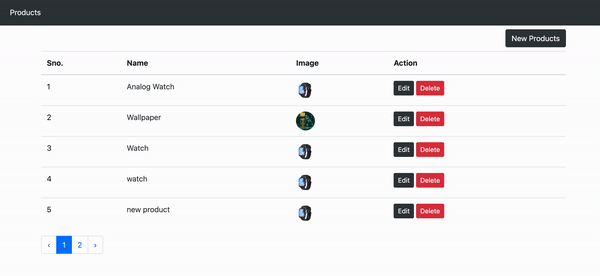 Products
New Products
Sno. Name Image Action
1 Analog Watch Edit Delete
2 Wallpaper Edit Delete
3 Watch Edit Delete
4 watch Edit Delete
5 new product Edit Delete
‹ 1 2 ›